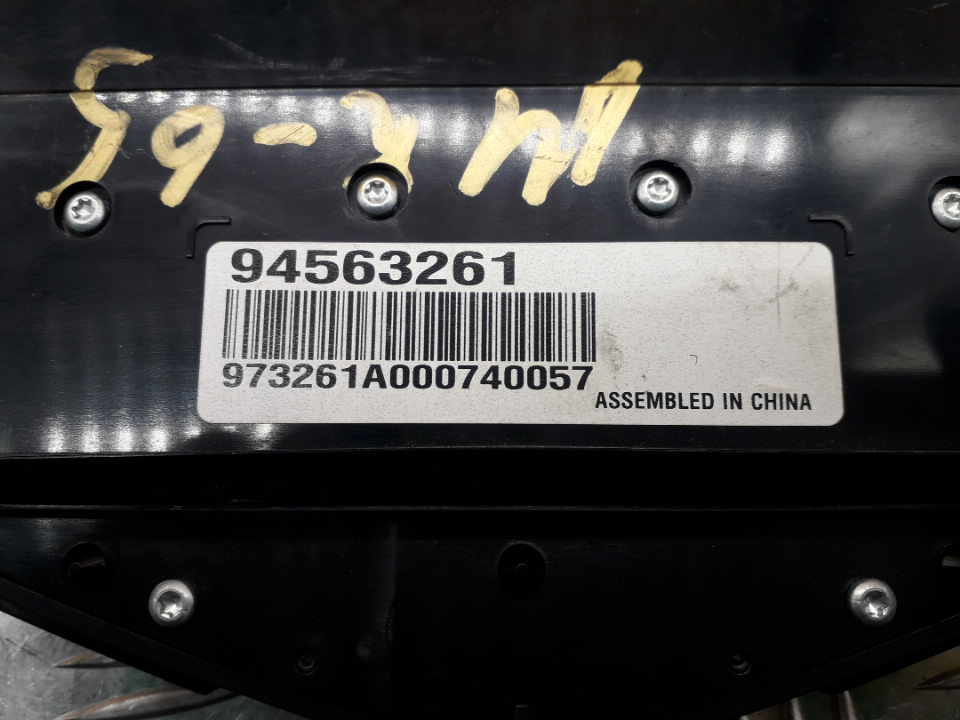 94563261
973261A000740057
ASSEMBLED IN CHINA